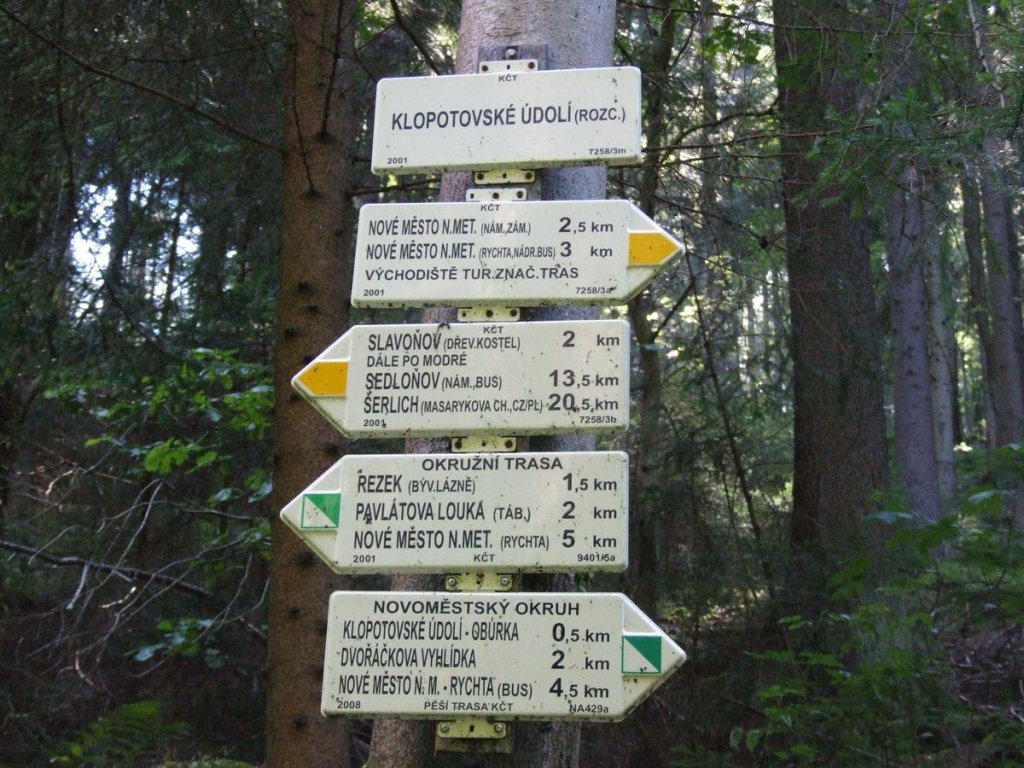 KČT
KLOPOTOVSKÉ ÚDOLÍ (ROZC.)
2001 7258/3m
KČT
NOVÉ MĚSTO N.MET. (NÁM.,ZÁM.) 2,5 km
NOVÉ MĚSTO N.MET. (RYCHTA,NÁDR.BUS) 3 km
VÝCHODIŠTĚ TUR.ZNAČ.TRAS
2001 7258/3a
KČT
SLAVOŇOV (DŘEV.KOSTEL) 2 km
DÁLE PO MODRÉ
SEDLOŇOV (NÁM.,BUS) 13,5 km
ŠERLICH (MASARYKOVA CH.,CZ/PL) 20,5 km
2001 7258/3b
OKRUŽNÍ TRASA
ŘEZEK (BÝV.LÁZNĚ) 1,5 km
PAVLÁTOVA LOUKA (TÁB.) 2 km
NOVÉ MĚSTO N.MET. (RYCHTA) 5 km
2001 KČT 9401/5a
NOVOMĚSTSKÝ OKRUH
KLOPOTOVSKÉ ÚDOLÍ - OBŮRKA 0,5 km
DVOŘÁČKOVA VYHLÍDKA 2 km
NOVÉ MĚSTO N. M. - RYCHTA (BUS) 4,5 km
2008 PĚŠÍ TRASA KČT NA429a